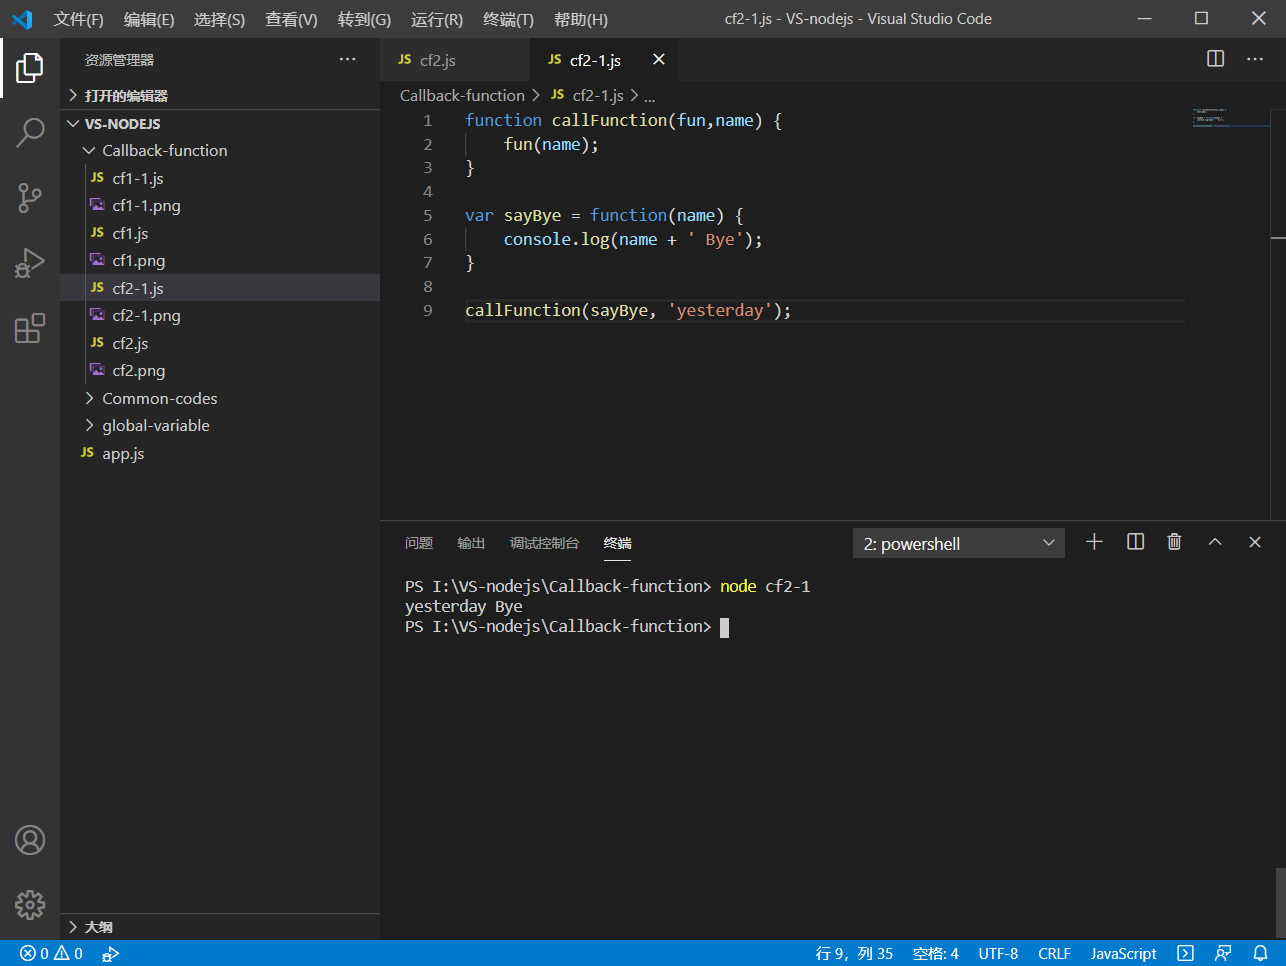 文件(F) 编辑(E) 选择(S) 查看(V) 转到(G) 运行(R) 终端(T) 帮助(H) cf2-1.js - VS-nodejs - Visual Studio Code
资源管理器
打开的编辑器
VS-NODEJS
Callback-function
JS cf1-1.js
cf1-1.png
JS cf1.js
cf1.png
JS cf2-1.js
cf2-1.png
JS cf2.js
cf2.png
Common-codes
global-variable
JS app.js
大纲
JS cf2.js JS cf2-1.js
Callback-function > JS cf2-1.js > ...
1 function callFunction(fun,name) {
2 fun(name);
3 }
4
5 var sayBye = function(name) {
6 console.log(name + ' Bye');
7 }
8
9 callFunction(sayBye, 'yesterday');
问题 输出 调试控制台 终端 2: powershell
PS I:\VS-nodejs\Callback-function> node cf2-1
yesterday Bye
PS I:\VS-nodejs\Callback-function>
0 0 行 9，列 35 空格: 4 UTF-8 CRLF JavaScript